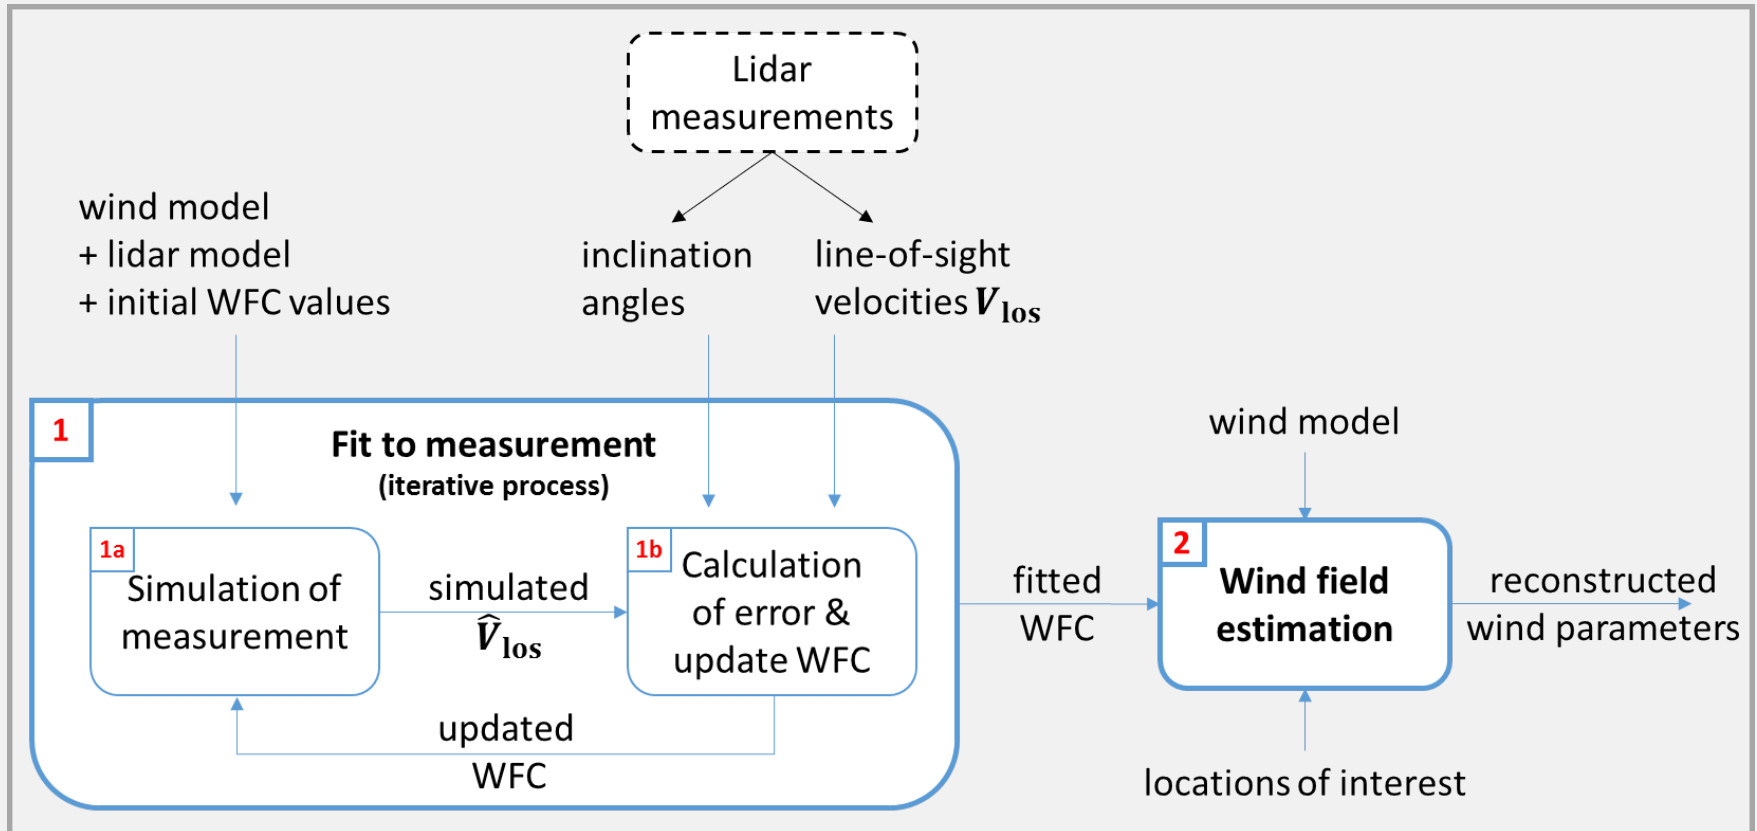 Lidar
measurements
wind model
+ lidar model
+ initial WFC values
inclination
angles
line-of-sight
velocities V_los
1
Fit to measurement
(iterative process)
1a
Simulation of
measurement
simulated
V̂_los
1b
Calculation
of error &
update WFC
updated
WFC
fitted
WFC
wind model
2
Wind field
estimation
locations of interest
reconstructed
wind parameters